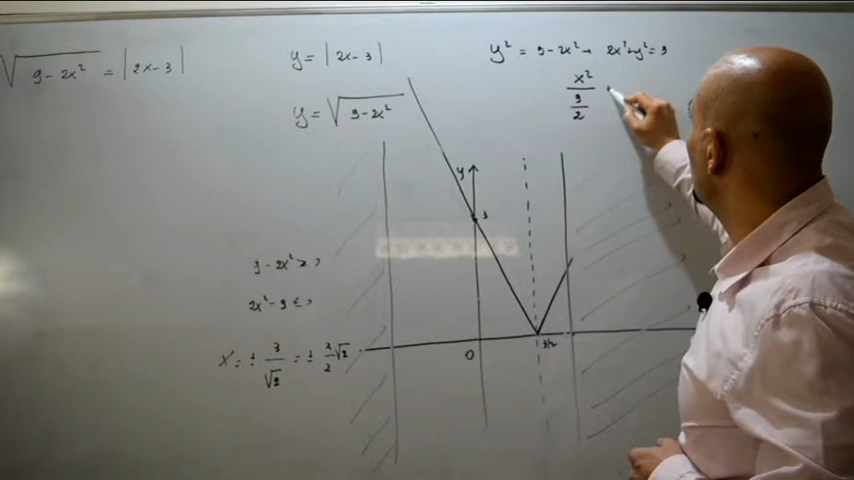 √(9-2x²) = |2x-3|
y = |2x-3|
y = √(9-2x²)
y² = 9-2x² → 2x²+y²=9
x²
9
2
y
3
9-2x² ≥ 0
2x²-9 ≤ 0
x = ± 3/√2 = ± 3/2 √2
0
3/2